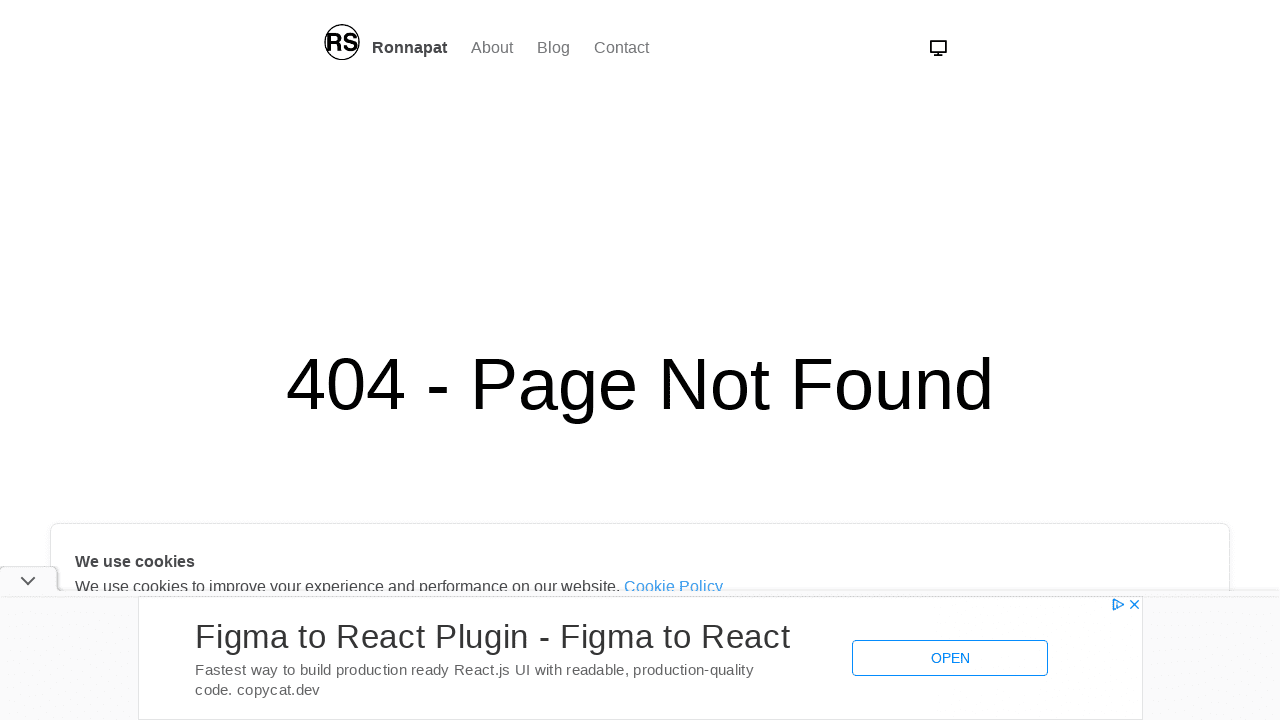 RS Ronnapat About Blog Contact
404 - Page Not Found
We use cookies
We use cookies to improve your experience and performance on our website. Cookie Policy
Figma to React Plugin - Figma to React
Fastest way to build production ready React.js UI with readable, production-quality
code. copycat.dev
OPEN